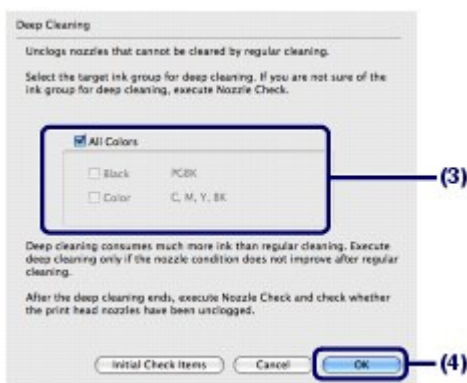 Deep Cleaning
Unclogs nozzles that cannot be cleared by regular cleaning.
Select the target ink group for deep cleaning. If you are not sure of the
ink group for deep cleaning, execute Nozzle Check.
All Colors
Black PGBK
Color C, M, Y, BK
(3)
Deep cleaning consumes much more ink than regular cleaning. Execute
deep cleaning only if the nozzle condition does not improve after regular
cleaning.
After the deep cleaning ends, execute Nozzle Check and check whether
the print head nozzles have been unclogged.
Initial Check Items Cancel OK (4)